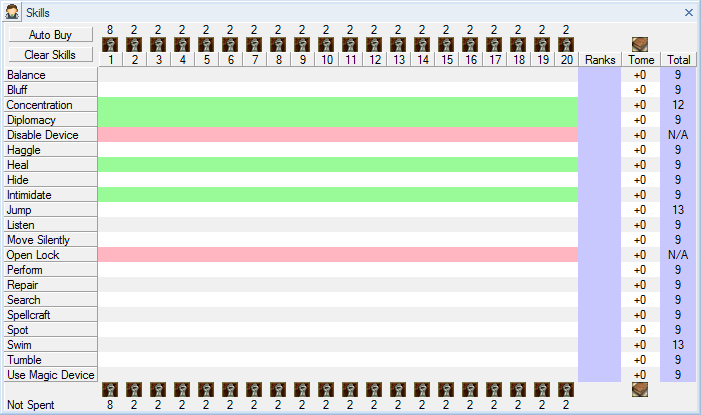 Skills
Auto Buy 8 2 2 2 2 2 2 2 2 2 2 2 2 2 2 2 2 2 2 2
Clear Skills 1 2 3 4 5 6 7 8 9 10 11 12 13 14 15 16 17 18 19 20 Ranks Tome Total
Balance +0 9
Bluff +0 9
Concentration +0 12
Diplomacy +0 9
Disable Device +0 N/A
Haggle +0 9
Heal +0 9
Hide +0 9
Intimidate +0 9
Jump +0 13
Listen +0 9
Move Silently +0 9
Open Lock +0 N/A
Perform +0 9
Repair +0 9
Search +0 9
Spellcraft +0 9
Spot +0 9
Swim +0 13
Tumble +0 9
Use Magic Device +0 9
Not Spent 8 2 2 2 2 2 2 2 2 2 2 2 2 2 2 2 2 2 2 2